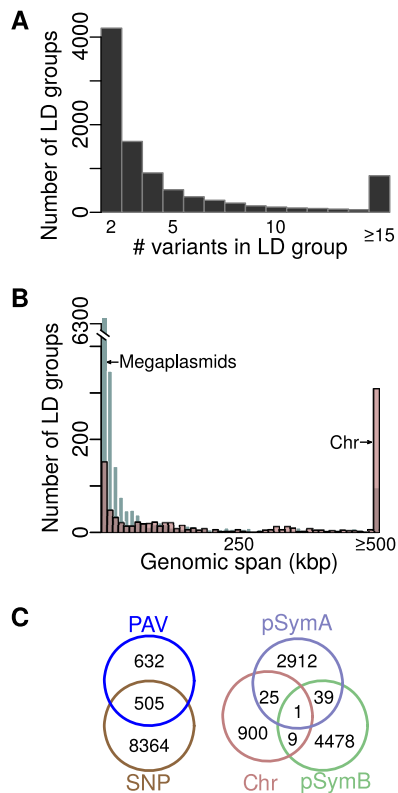 A
Number of LD groups
4000
2000
0
2
5
10
≥15
# variants in LD group
B
Number of LD groups
6300
200
0
Megaplasmids
Chr
250
≥500
Genomic span (kbp)
C
PAV
632
505
8364
SNP
pSymA
2912
25
39
1
900
9
4478
Chr
pSymB